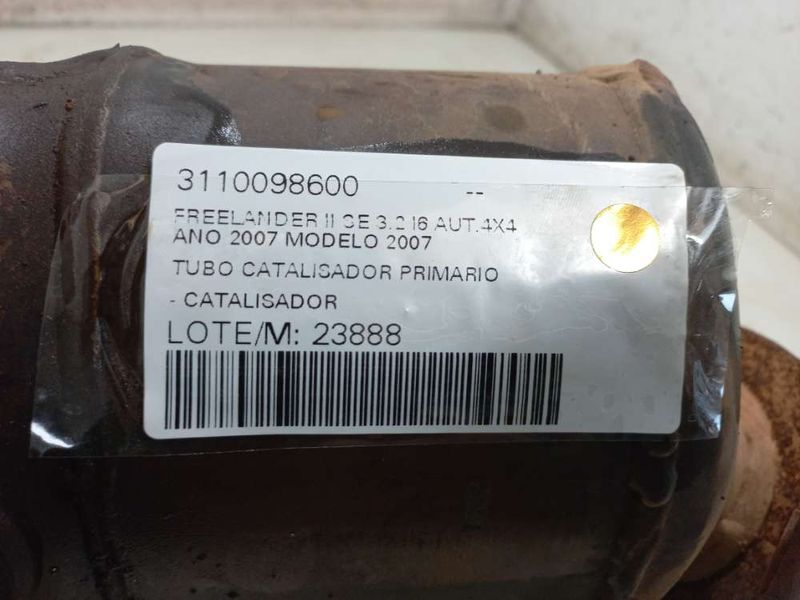 3110098600 --
FREELANDER II SE 3.2 I6 AUT.4X4
ANO 2007 MODELO 2007
TUBO CATALISADOR PRIMARIO
- CATALISADOR
LOTE/M: 23888